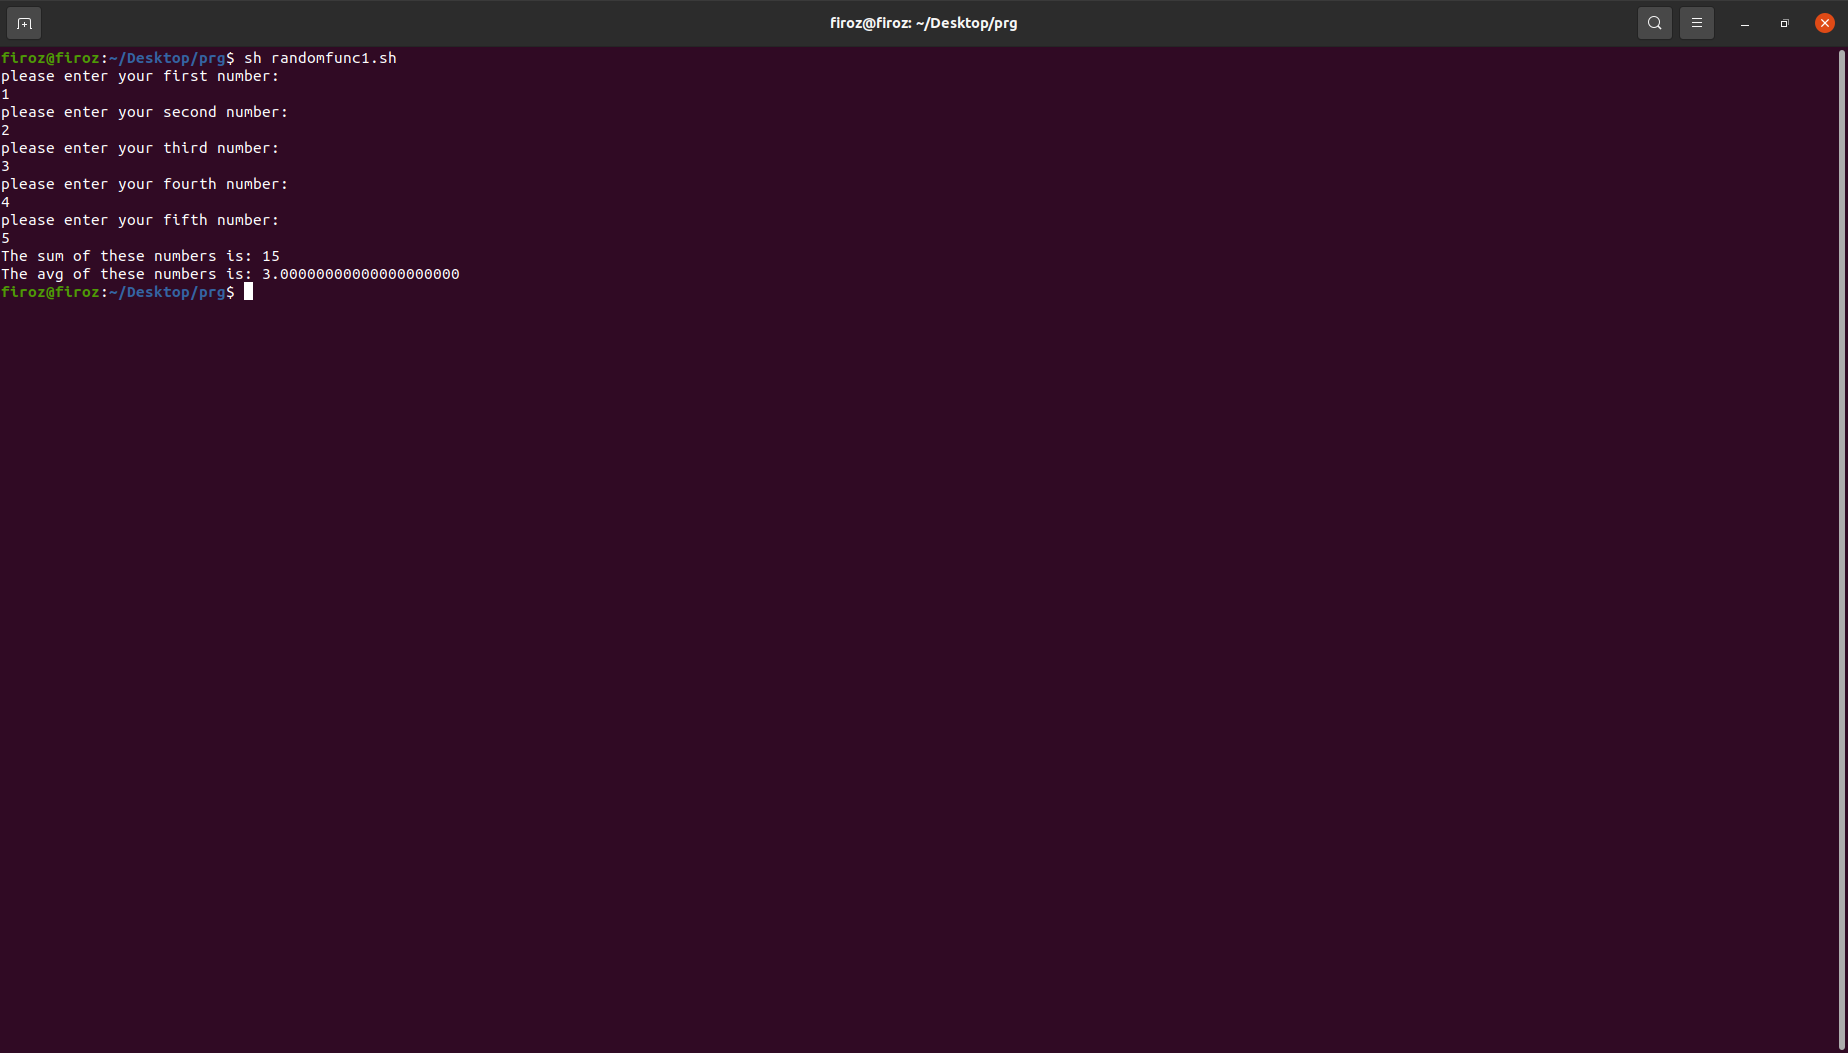 firoz@firoz: ~/Desktop/prg
firoz@firoz:~/Desktop/prg$ sh randomfunc1.sh
please enter your first number:
1
please enter your second number:
2
please enter your third number:
3
please enter your fourth number:
4
please enter your fifth number:
5
The sum of these numbers is: 15
The avg of these numbers is: 3.00000000000000000000
firoz@firoz:~/Desktop/prg$